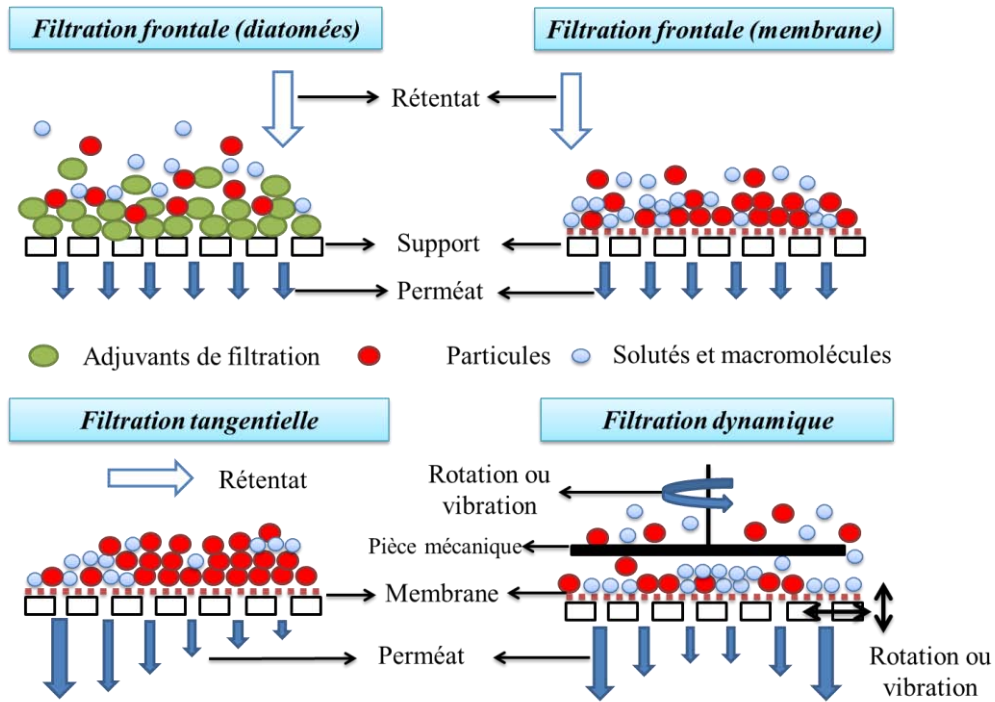 Filtration frontale (diatomées)
Filtration frontale (membrane)
Rétentat
Support
Perméat
Adjuvants de filtration
Particules
Solutés et macromolécules
Filtration tangentielle
Filtration dynamique
Rétentat
Rotation ou
vibration
Pièce mécanique
Membrane
Perméat
Rotation ou
vibration